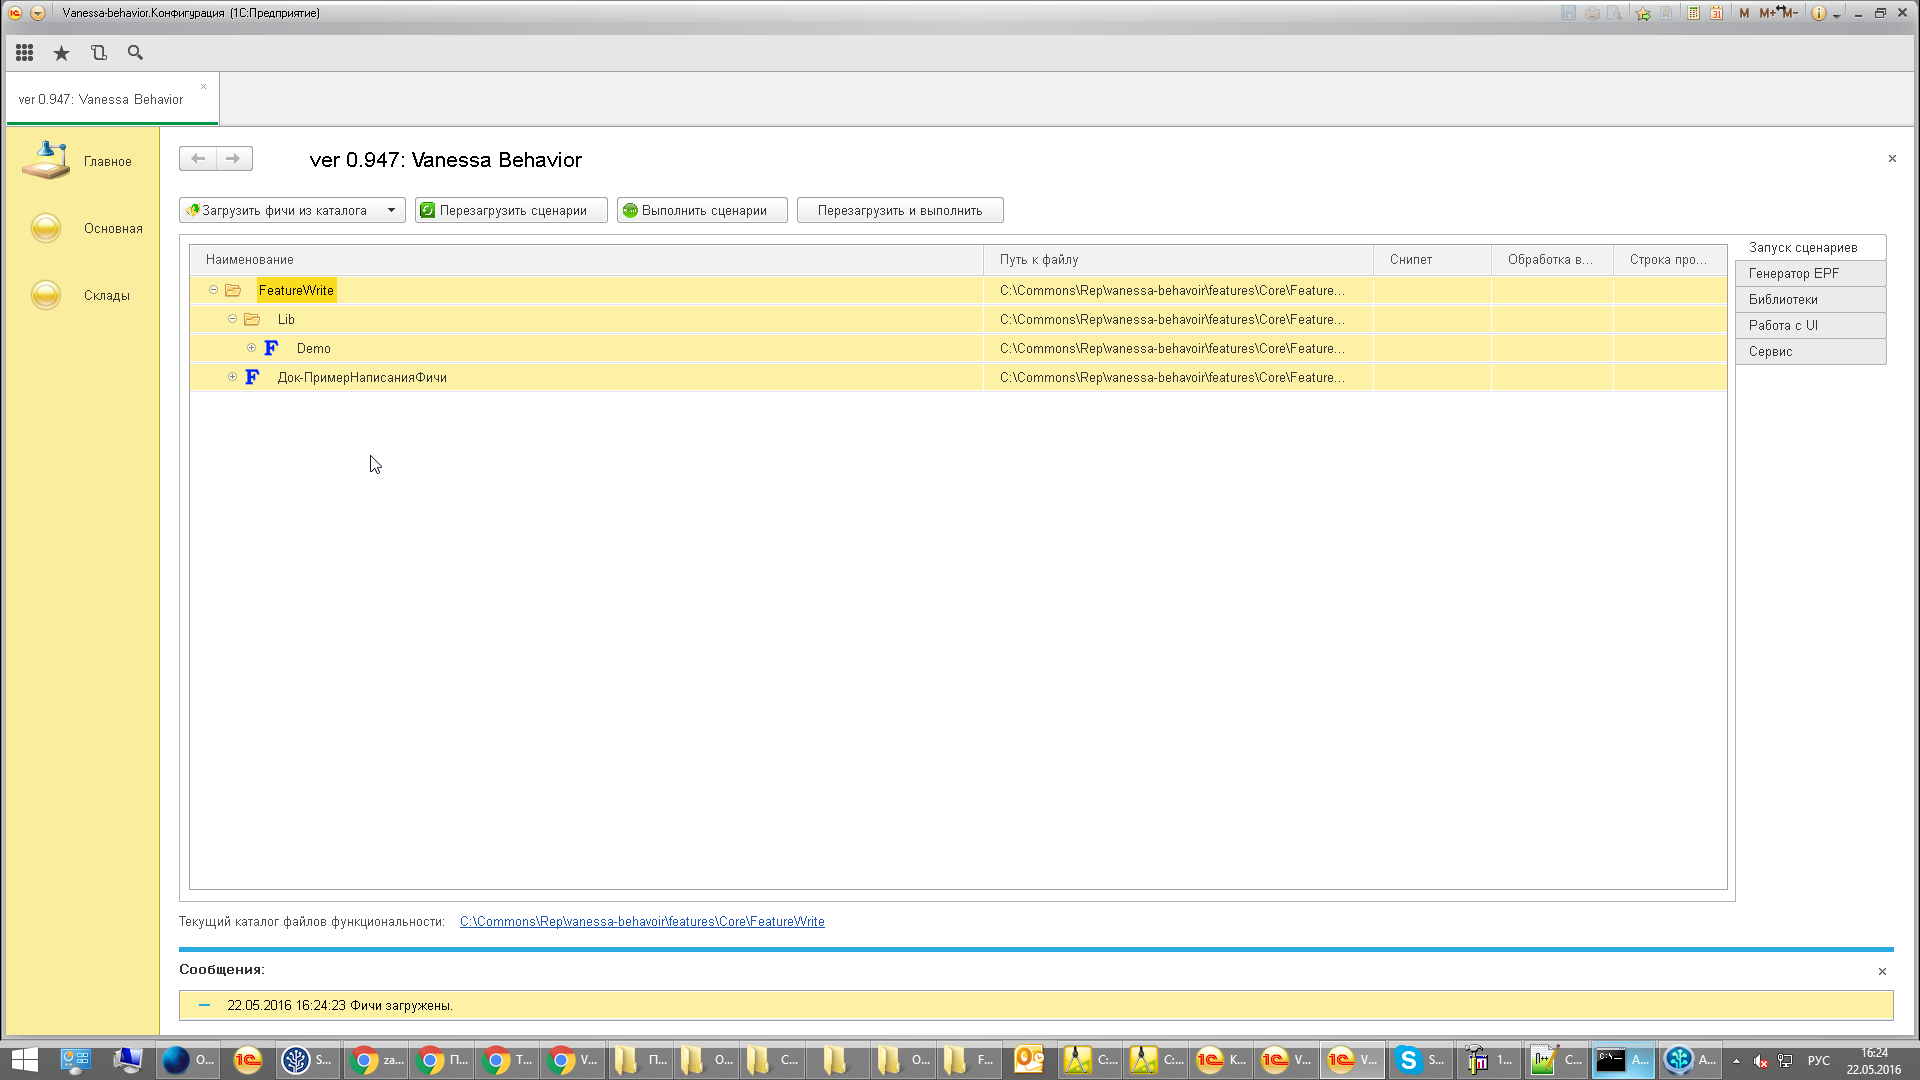 Vanessa-behavior.Конфигурация (1С:Предприятие)
M M+ M-
ver 0.947: Vanessa Behavior
Главное
Основная
Склады
ver 0.947: Vanessa Behavior
Загрузить фичи из каталога
Перезагрузить сценарии
Выполнить сценарии
Перезагрузить и выполнить
Наименование Путь к файлу Снипет Обработка в... Строка про...
FeatureWrite C:\Commons\Rep\vanessa-behavoir\features\Core\Feature...
Lib C:\Commons\Rep\vanessa-behavoir\features\Core\Feature...
Demo C:\Commons\Rep\vanessa-behavoir\features\Core\Feature...
Док-ПримерНаписанияФичи C:\Commons\Rep\vanessa-behavoir\features\Core\Feature...
Запуск сценариев
Генератор EPF
Библиотеки
Работа с UI
Сервис
Текущий каталог файлов функциональности: C:\Commons\Rep\vanessa-behavoir\features\Core\FeatureWrite
Сообщения:
22.05.2016 16:24:23 Фичи загружены.
O... S... za... П... T... V... П... O... C... O... F... C:... C:... K... V... V... S... 1... C... A... A... РУС
16:24
22.05.2016